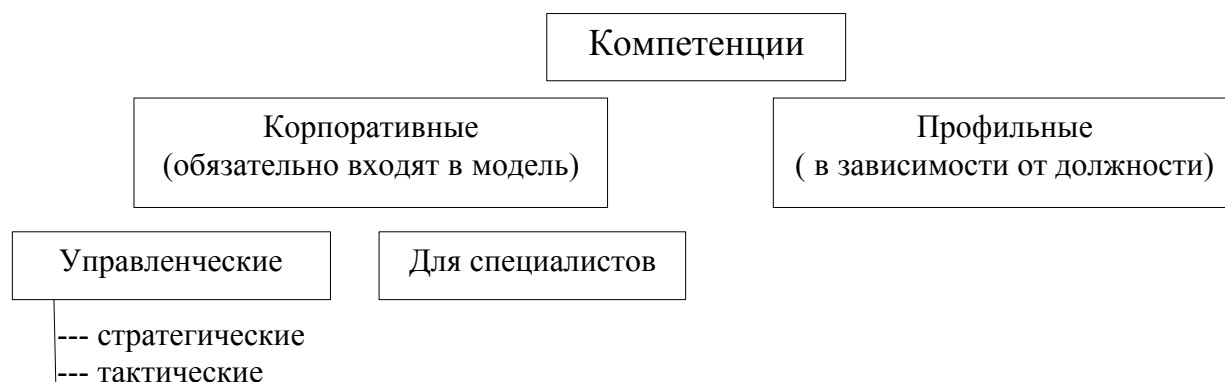 Компетенции
Корпоративные
(обязательно входят в модель)
Профильные
( в зависимости от должности)
Управленческие
Для специалистов
--- стратегические
--- тактические